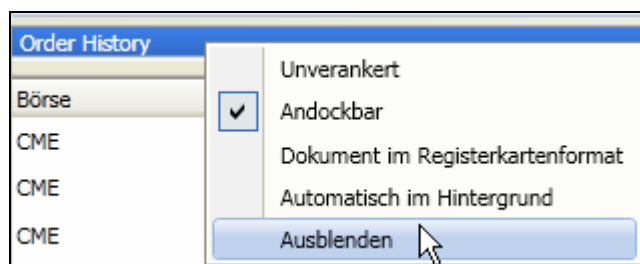 Order History
Unverankert
Börse
Andockbar
CME
Dokument im Registerkartenformat
CME
Automatisch im Hintergrund
CME
Ausblenden